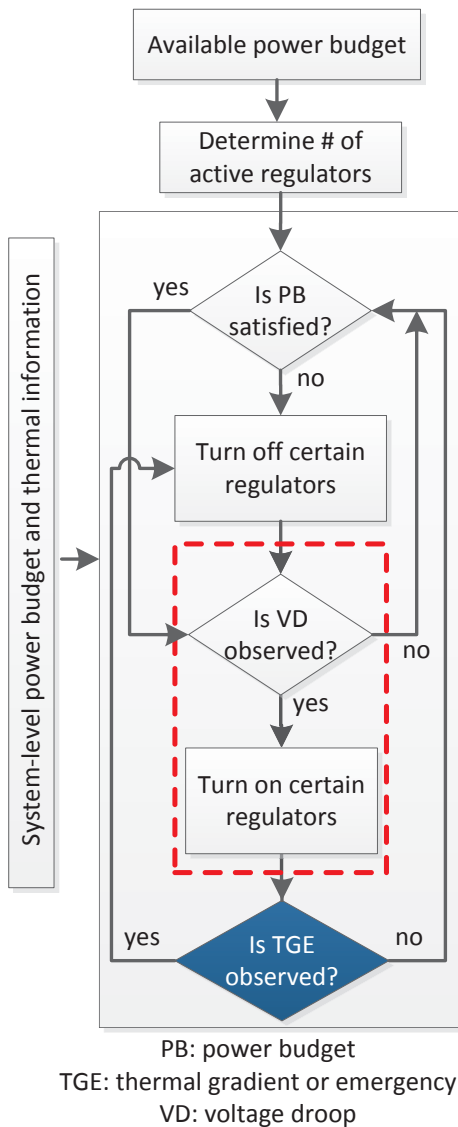 Available power budget
Determine # of
active regulators
System-level power budget and thermal information
yes
Is PB
satisfied?
no
Turn off certain
regulators
Is VD
observed?
no
yes
Turn on certain
regulators
yes
Is TGE
observed?
no
PB: power budget
TGE: thermal gradient or emergency
VD: voltage droop